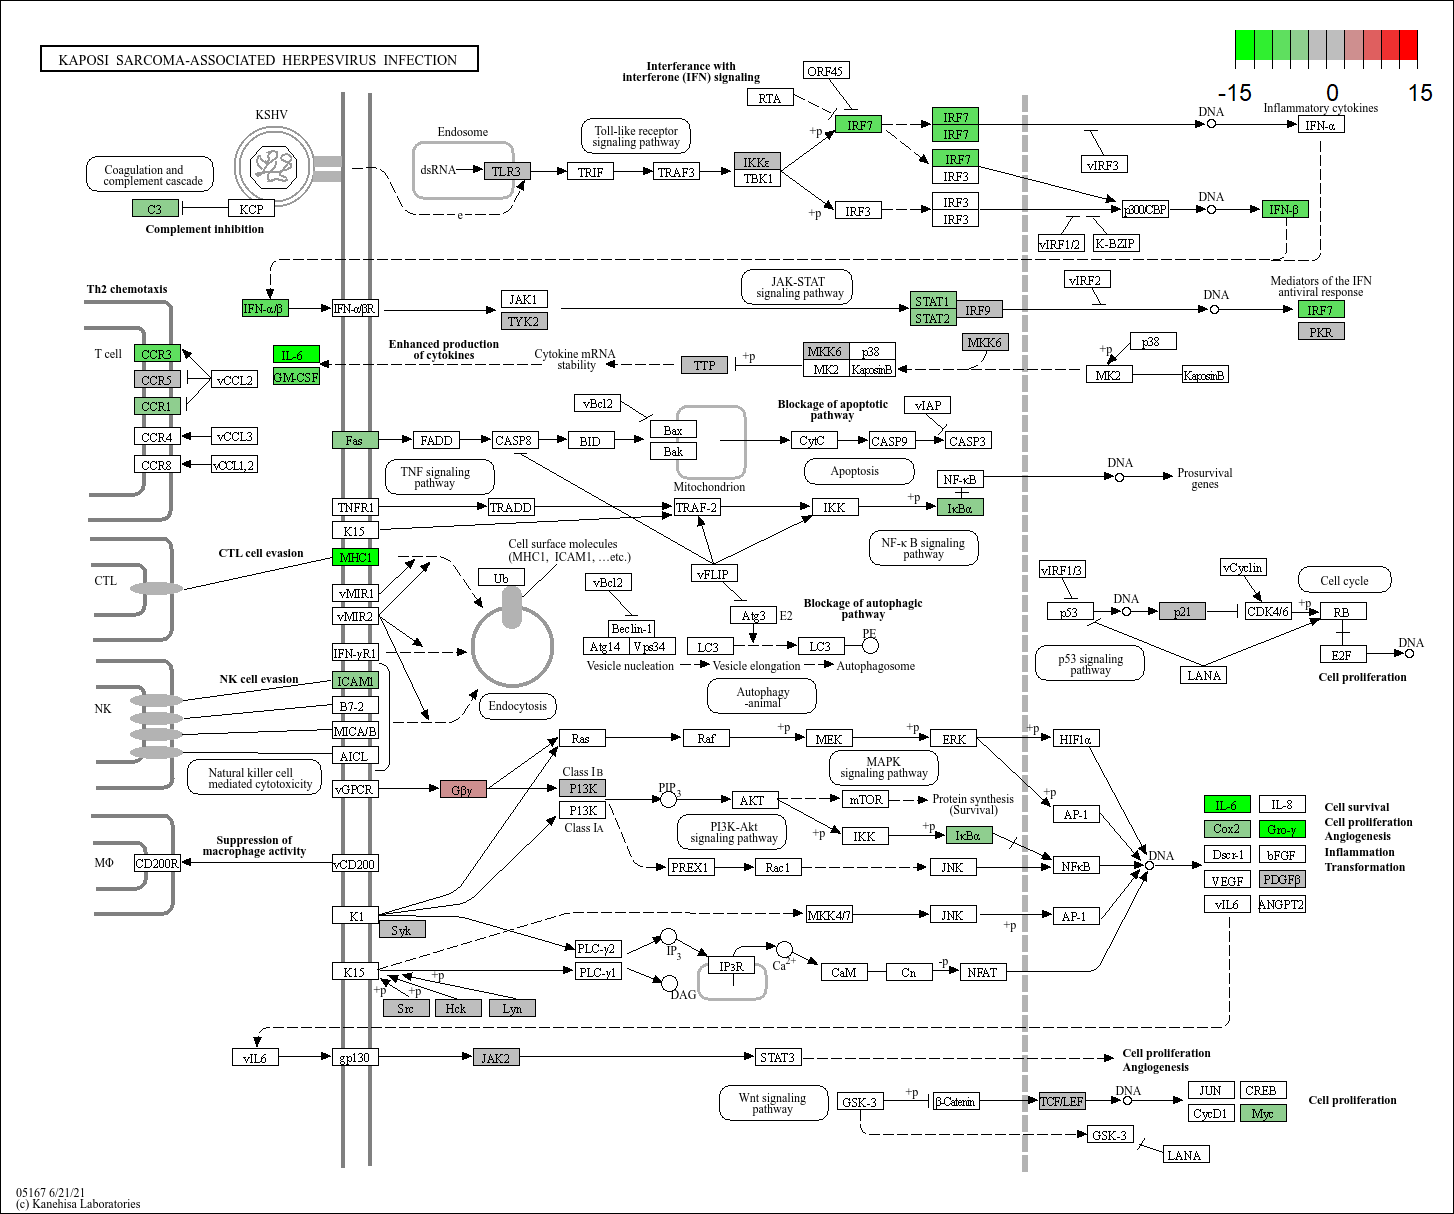 KAPOSI SARCOMA-ASSOCIATED HERPESVIRUS INFECTION
-15
0
15
Interferance with
interferone (IFN) signaling
ORF45
RTA
Inflammatory cytokines
KSHV
Endosome
Toll-like receptor
signaling pathway
+p
IRF7
IRF7
IRF7
DNA
IFN-α
Coagulation and
complement cascade
dsRNA
TLR3
TRIF
TRAF3
IKKε
TBK1
IRF7
IRF3
vIRF3
C3
KCP
Complement inhibition
e
+p
IRF3
IRF3
IRF3
p300/CBP
DNA
IFN-β
vIRF1/2
K-BZIP
Th2 chemotaxis
JAK-STAT
signaling pathway
vIRF2
Mediators of the IFN
antiviral response
IFN-α/β
IFN-α/βR
JAK1
TYK2
STAT1
STAT2
IRF9
DNA
IRF7
PKR
T cell
CCR3
CCR5
CCR1
CCR4
CCR8
vCCL2
vCCL3
vCCL1,2
IL-6
GM-CSF
Enhanced production
of cytokines
Cytokine mRNA
stability
TTP
+p
MKK6
p38
MK2
KaposinB
MKK6
+p
p38
MK2
KaposinB
vBcl2
Blockage of apoptotic
pathway
vIAP
Fas
FADD
CASP8
BID
Bax
Bak
CytC
CASP9
CASP3
TNF signaling
pathway
Mitochondrion
Apoptosis
NF-κB
DNA
Prosurvival
genes
TNFR1
TRADD
TRAF-2
IKK
+p
IκBα
K15
NF-κ B signaling
pathway
CTL cell evasion
MHC1
Cell surface molecules
(MHC1, ICAM1, ...etc.)
vFLIP
CTL
vMIR1
vMIR2
IFN-γR1
Ub
vBcl2
Beclin-1
Atg14
Vps34
Atg3
E2
Blockage of autophagic
pathway
LC3
LC3
PE
Vesicle nucleation
Vesicle elongation
Autophagosome
vIRF1/3
vCyclin
Cell cycle
p53
DNA
p21
CDK4/6
+p
RB
p53 signaling
pathway
LANA
E2F
DNA
Cell proliferation
NK
NK cell evasion
ICAM1
B7-2
MICA/B
AICL
Endocytosis
Autophagy
-animal
Ras
Raf
+p
MEK
+p
ERK
+p
HIF1α
MAPK
signaling pathway
Natural killer cell
mediated cytotoxicity
vGPCR
Gβγ
Class IB
P13K
P13K
Class IA
PIP3
AKT
mTOR
Protein synthesis
(Survival)
+p
AP-1
PI3K-Akt
signaling pathway
+p
IKK
+p
IκBα
IL-6
IL-8
Cox2
Gro-γ
Dscr-1
bFGF
VEGF
PDGFβ
vIL6
ANGPT2
Cell survival
Cell proliferation
Angiogenesis
Inflammation
Transformation
MΦ
CD200R
Suppression of
macrophage activity
vCD200
PREX1
Rac1
JNK
NFκB
DNA
K1
Syk
MKK4/7
JNK
+p
AP-1
PLC-γ2
IP3
IP3R
Ca2+
K15
PLC-γ1
DAG
CaM
Cn
-p
NFAT
+p
+p
+p
Src
Hck
Lyn
vIL6
gp130
JAK2
STAT3
Cell proliferation
Angiogenesis
Wnt signaling
pathway
GSK-3
+p
β-Catenin
TCF/LEF
DNA
JUN
CREB
CycD1
Myc
Cell proliferation
GSK-3
LANA
05167 6/21/21
(c) Kanehisa Laboratories